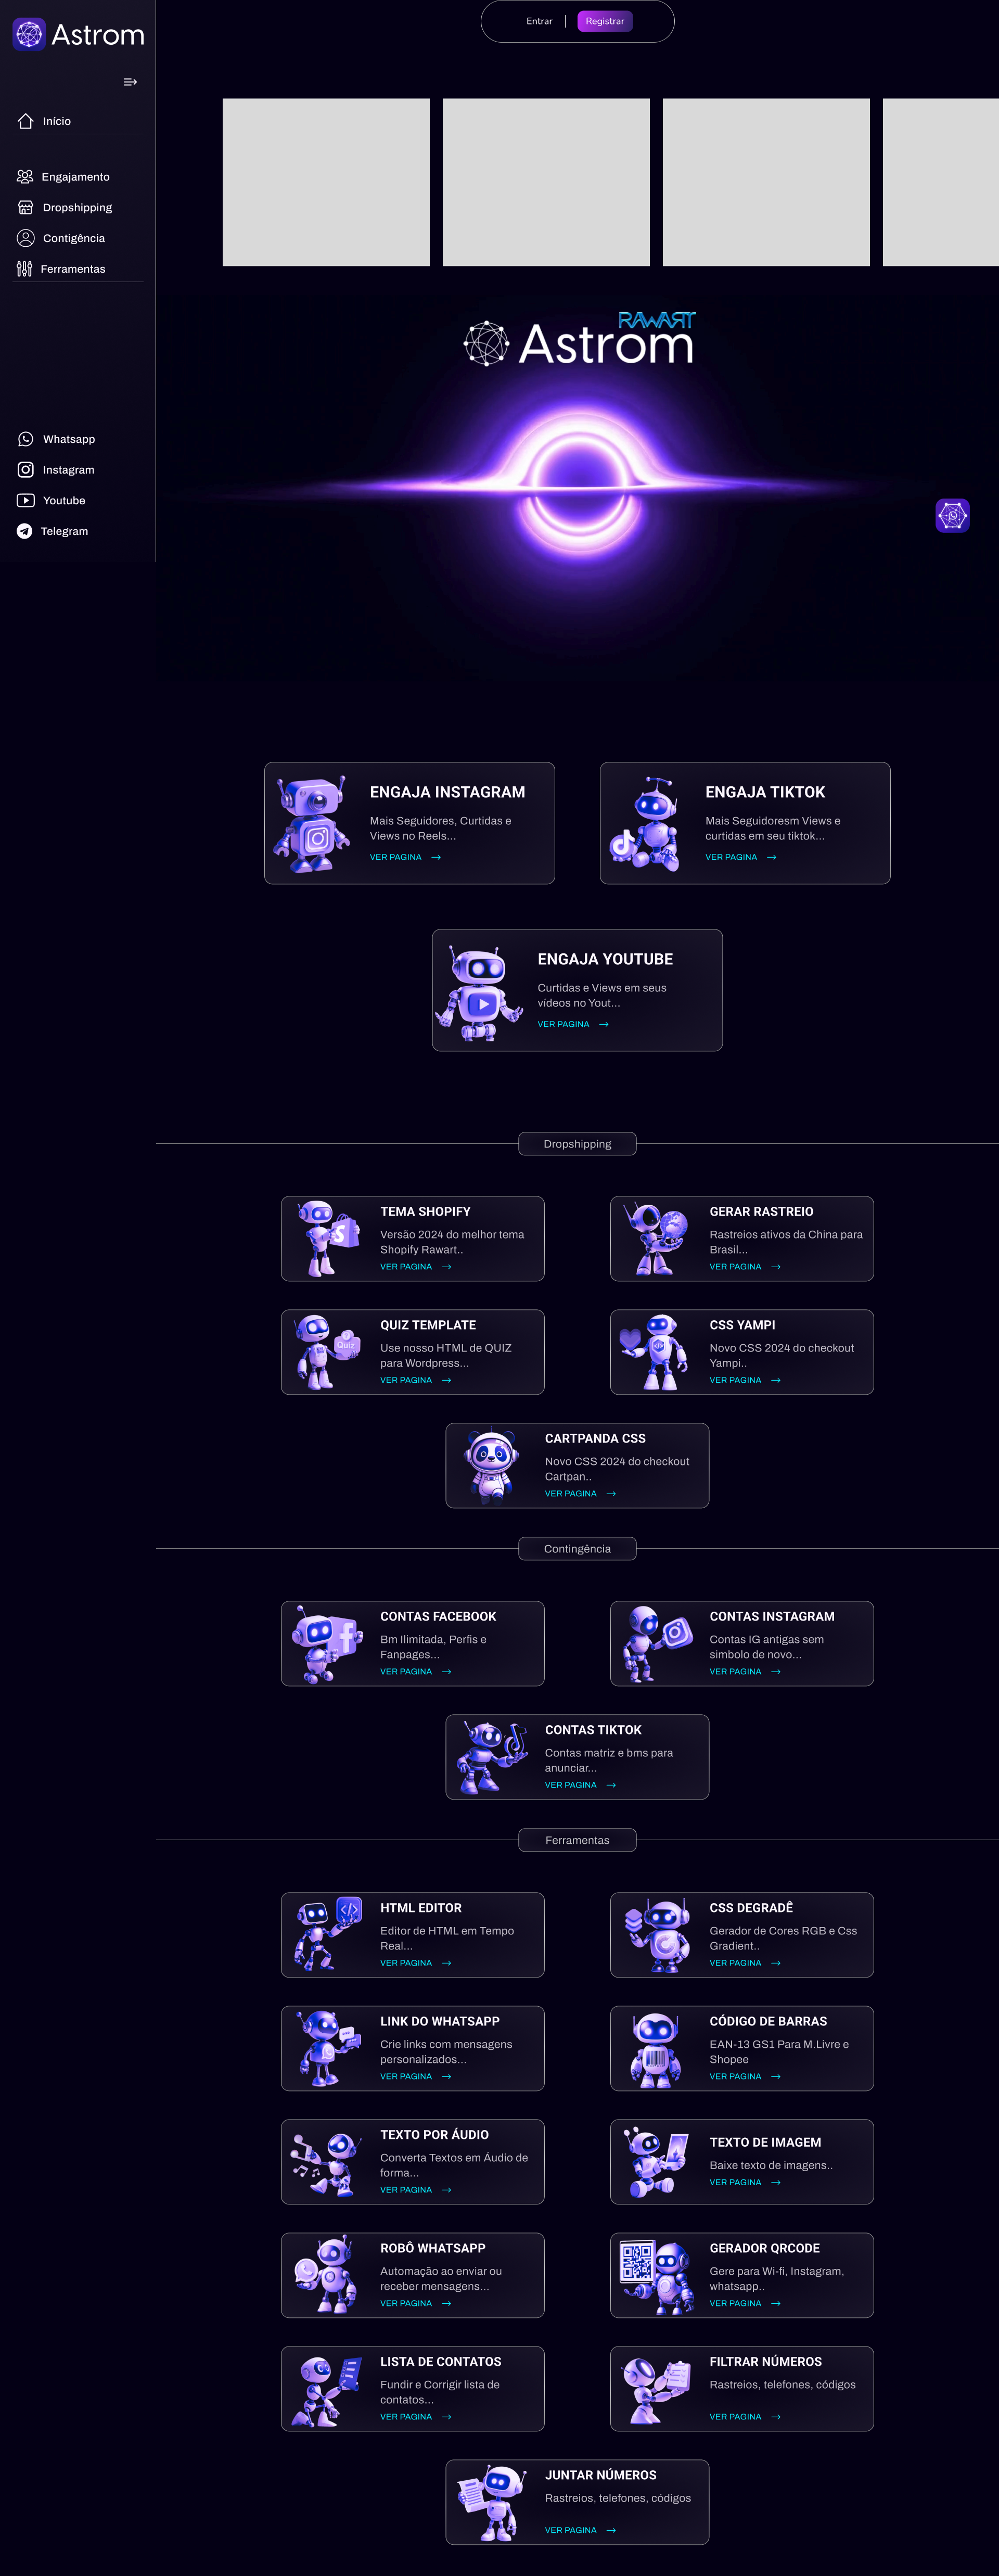 Astrom
Entrar
Registrar
Início
Engajamento
Dropshipping
Contigência
Ferramentas
Whatsapp
Instagram
Youtube
Telegram
RAWART
Astrom
ENGAJA INSTAGRAM
Mais Seguidores, Curtidas e
Views no Reels...
VER PAGINA
ENGAJA TIKTOK
Mais Seguidoresm Views e
curtidas em seu tiktok...
VER PAGINA
ENGAJA YOUTUBE
Curtidas e Views em seus
vídeos no Yout...
VER PAGINA
Dropshipping
TEMA SHOPIFY
Versão 2024 do melhor tema
Shopify Rawart..
VER PAGINA
GERAR RASTREIO
Rastreios ativos da China para
Brasil...
VER PAGINA
Quiz
QUIZ TEMPLATE
Use nosso HTML de QUIZ
para Wordpress...
VER PAGINA
CSS YAMPI
Novo CSS 2024 do checkout
Yampi..
VER PAGINA
CARTPANDA CSS
Novo CSS 2024 do checkout
Cartpan..
VER PAGINA
Contingência
CONTAS FACEBOOK
Bm Ilimitada, Perfis e
Fanpages...
VER PAGINA
CONTAS INSTAGRAM
Contas IG antigas sem
simbolo de novo...
VER PAGINA
CONTAS TIKTOK
Contas matriz e bms para
anunciar...
VER PAGINA
Ferramentas
HTML EDITOR
Editor de HTML em Tempo
Real...
VER PAGINA
CSS DEGRADÊ
Gerador de Cores RGB e Css
Gradient..
VER PAGINA
LINK DO WHATSAPP
Crie links com mensagens
personalizados...
VER PAGINA
CÓDIGO DE BARRAS
EAN-13 GS1 Para M.Livre e
Shopee
VER PAGINA
TEXTO POR ÁUDIO
Converta Textos em Áudio de
forma...
VER PAGINA
TEXTO DE IMAGEM
Baixe texto de imagens..
VER PAGINA
ROBÔ WHATSAPP
Automação ao enviar ou
receber mensagens...
VER PAGINA
GERADOR QRCODE
Gere para Wi-fi, Instagram,
whatsapp..
VER PAGINA
LISTA DE CONTATOS
Fundir e Corrigir lista de
contatos...
VER PAGINA
FILTRAR NÚMEROS
Rastreios, telefones, códigos
VER PAGINA
JUNTAR NÚMEROS
Rastreios, telefones, códigos
VER PAGINA